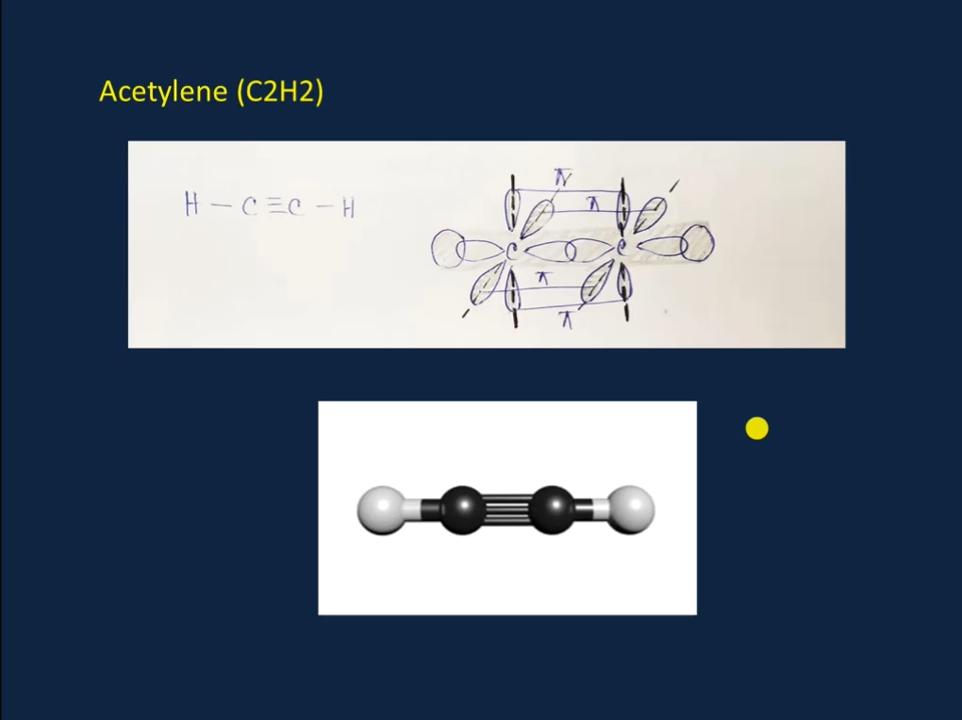 Acetylene (C2H2)
H - C ≡ C - H
π
π
C C
π
π